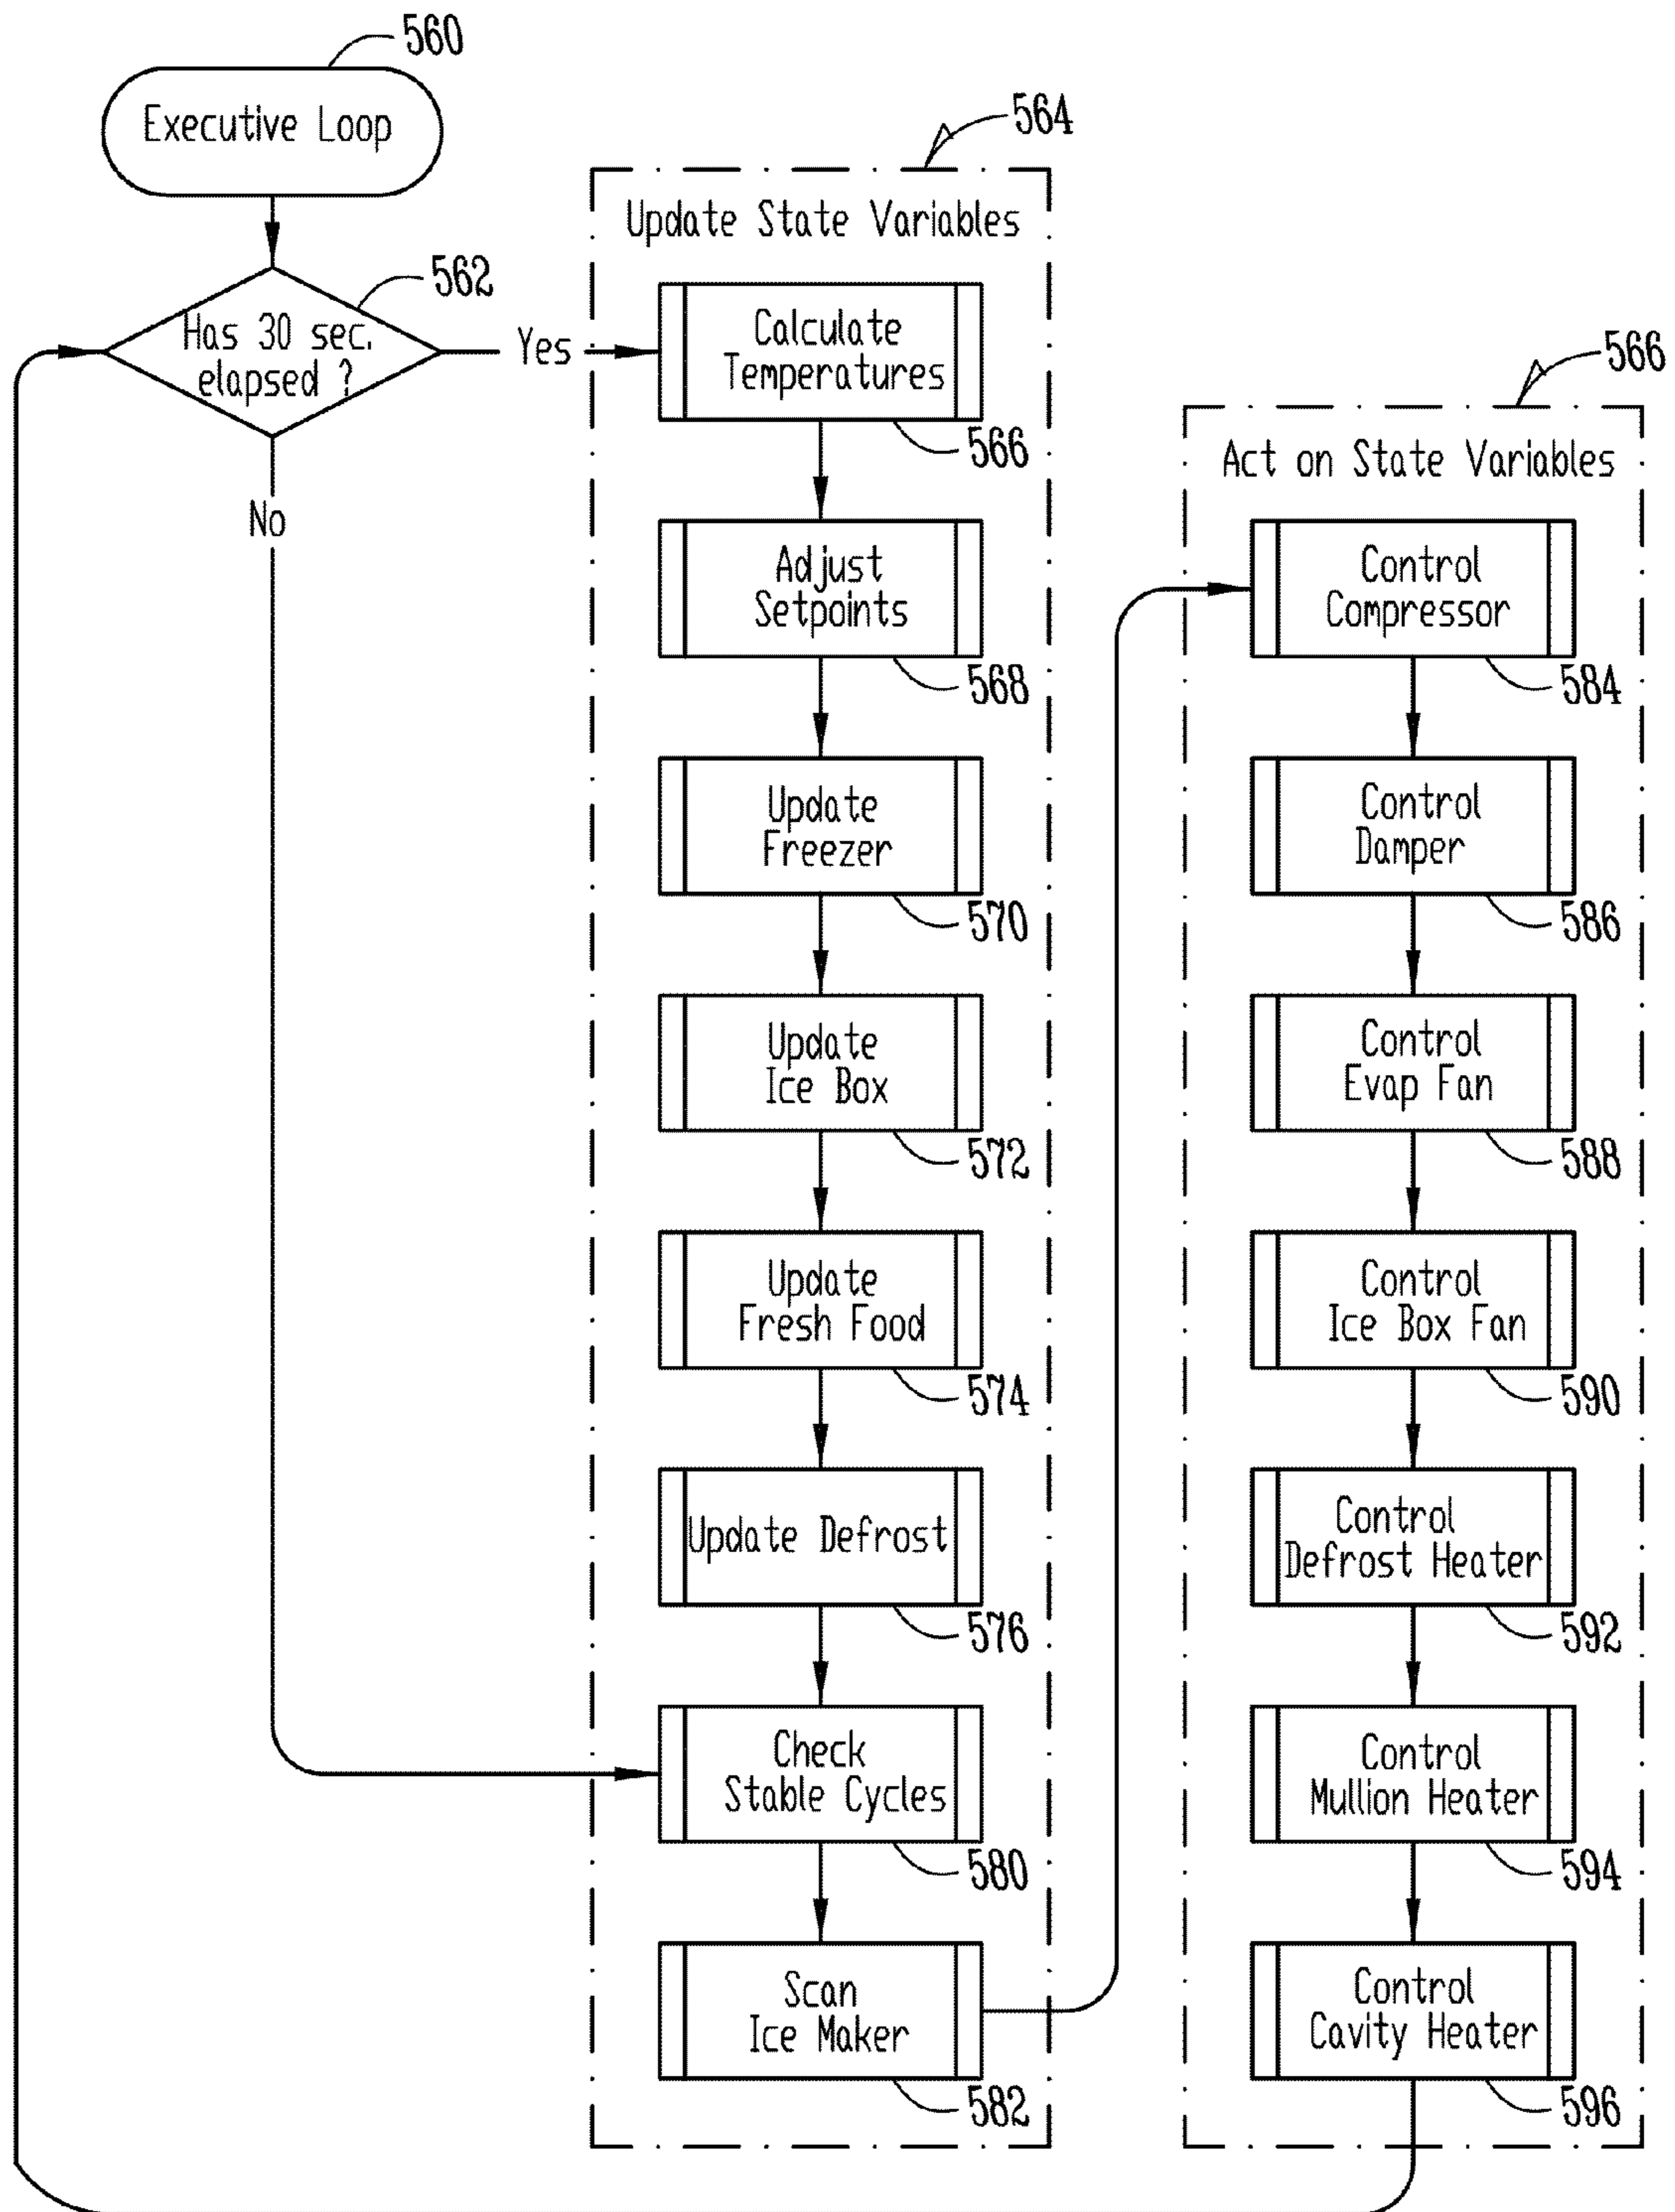 560
Executive Loop
562
Has 30 sec.
elapsed ?
Yes
No
564
Update State Variables
Calculate
Temperatures
566
Adjust
Setpoints
568
Update
Freezer
570
Update
Ice Box
572
Update
Fresh Food
574
Update Defrost
576
Check
Stable Cycles
580
Scan
Ice Maker
582
566
Act on State Variables
Control
Compressor
584
Control
Damper
586
Control
Evap Fan
588
Control
Ice Box Fan
590
Control
Defrost Heater
592
Control
Mullion Heater
594
Control
Cavity Heater
596